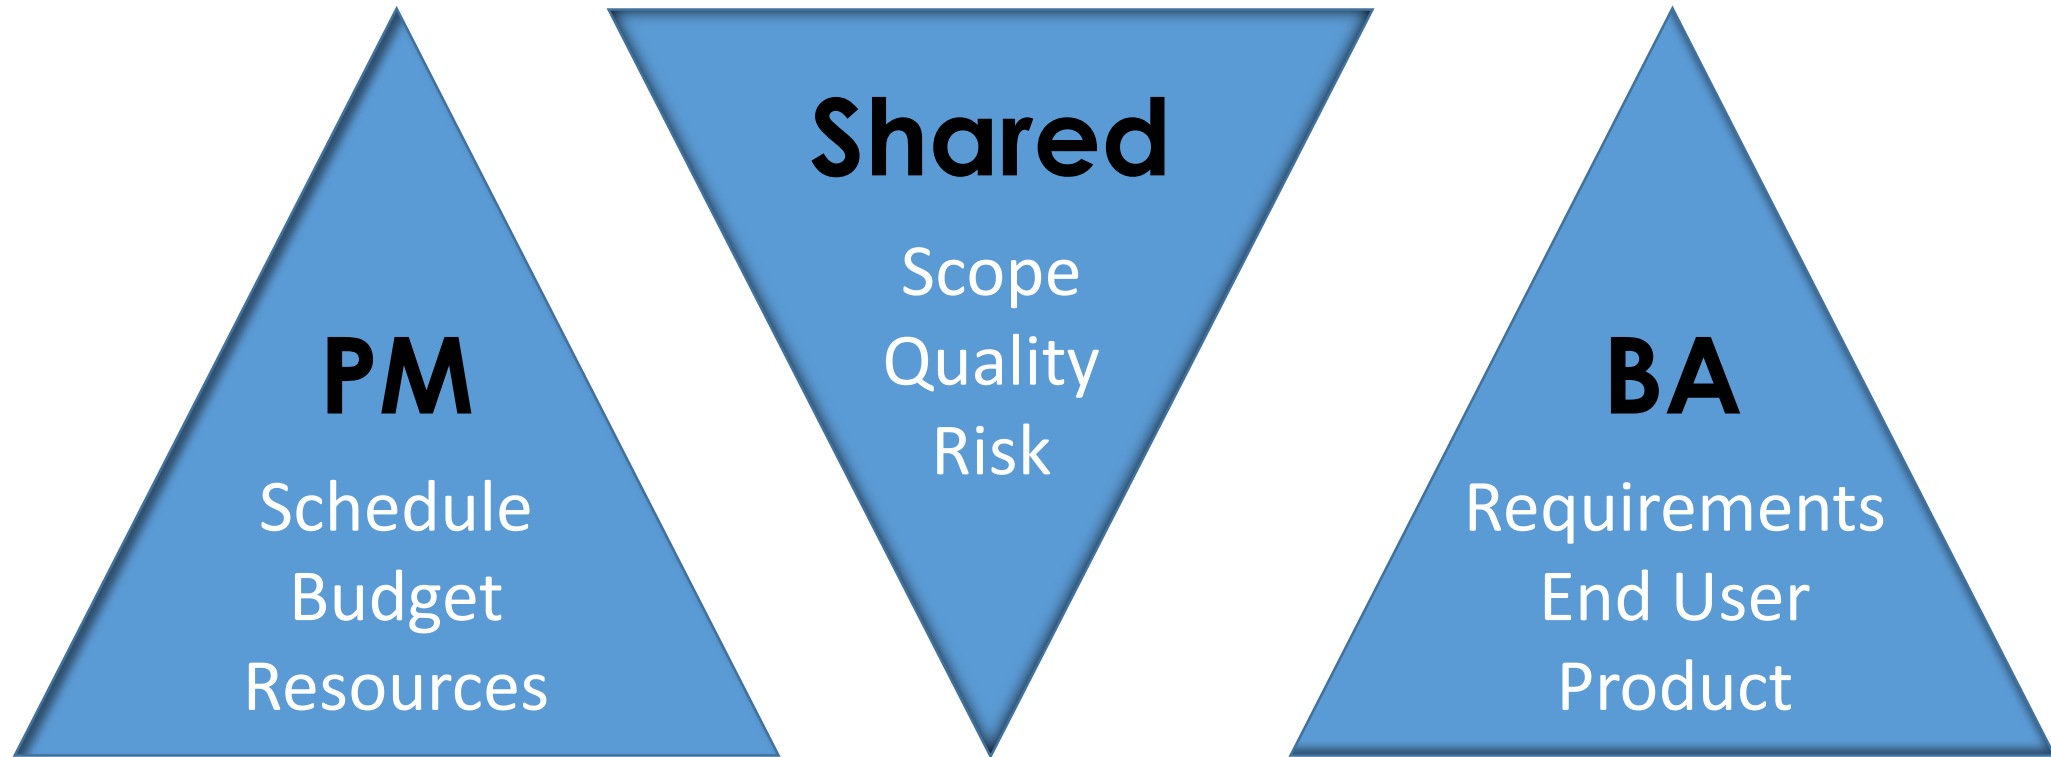 PM
Schedule
Budget
Resources
Shared
Scope
Quality
Risk
BA
Requirements
End User
Product